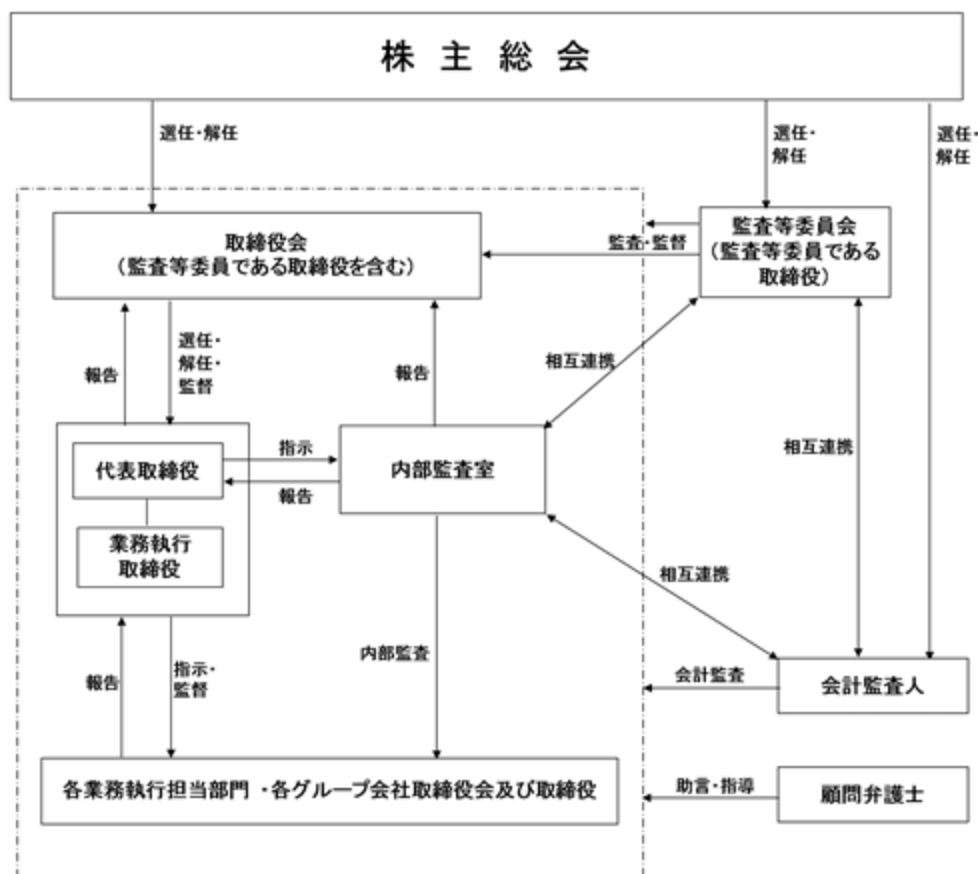 株主総会
選任・解任
選任・
解任
選任・
解任
取締役会
（監査等委員である取締役を含む）
監査・監督
監査等委員会
（監査等委員である
取締役）
報告
選任・
解任・
監督
報告
相互連携
相互連携
代表取締役
業務執行
取締役
指示
報告
内部監査室
相互連携
報告
指示・
監督
内部監査
会計監査
会計監査人
各業務執行担当部門 ・各グループ会社取締役会及び取締役
助言・指導
顧問弁護士